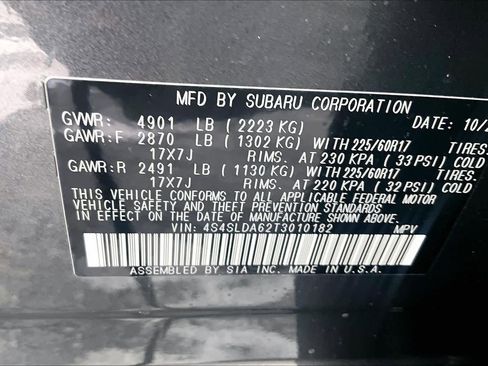 MFD BY SUBARU CORPORATION
GVWR: 4901 LB ( 2223 KG) DATE: 10/2
GAWR:F 2870 LB ( 1302 KG) WITH 225/60R17 TIRES.
17X7J RIMS. AT 230 KPA ( 33 PSI) COLD
GAWR:R 2491 LB ( 1130 KG) WITH 225/60R17 TIRES
17X7J RIMS. AT 220 KPA ( 32 PSI) COLD
THIS VEHICLE CONFORMS TO ALL APPLICABLE FEDERAL MOTOR
VEHICLE SAFETY AND THEFT PREVENTION STANDARDS
IN EFFECT ON THE DATE OF MANUFACTURE SHOWN ABOVE.
VIN: 4S4SLDA62T3010182 MPV
ASSEMBLED BY SIA INC. MADE IN U.S.A.